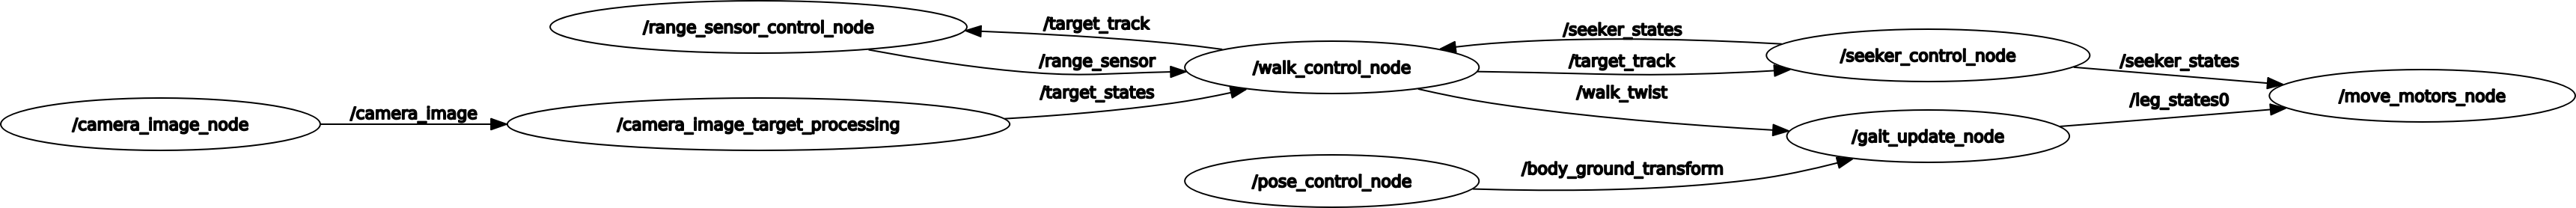 /range_sensor_control_node
/target_track
/range_sensor
/camera_image_node
/camera_image
/camera_image_target_processing
/target_states
/walk_control_node
/seeker_states
/target_track
/walk_twist
/seeker_control_node
/seeker_states
/leg_states0
/move_motors_node
/gait_update_node
/pose_control_node
/body_ground_transform